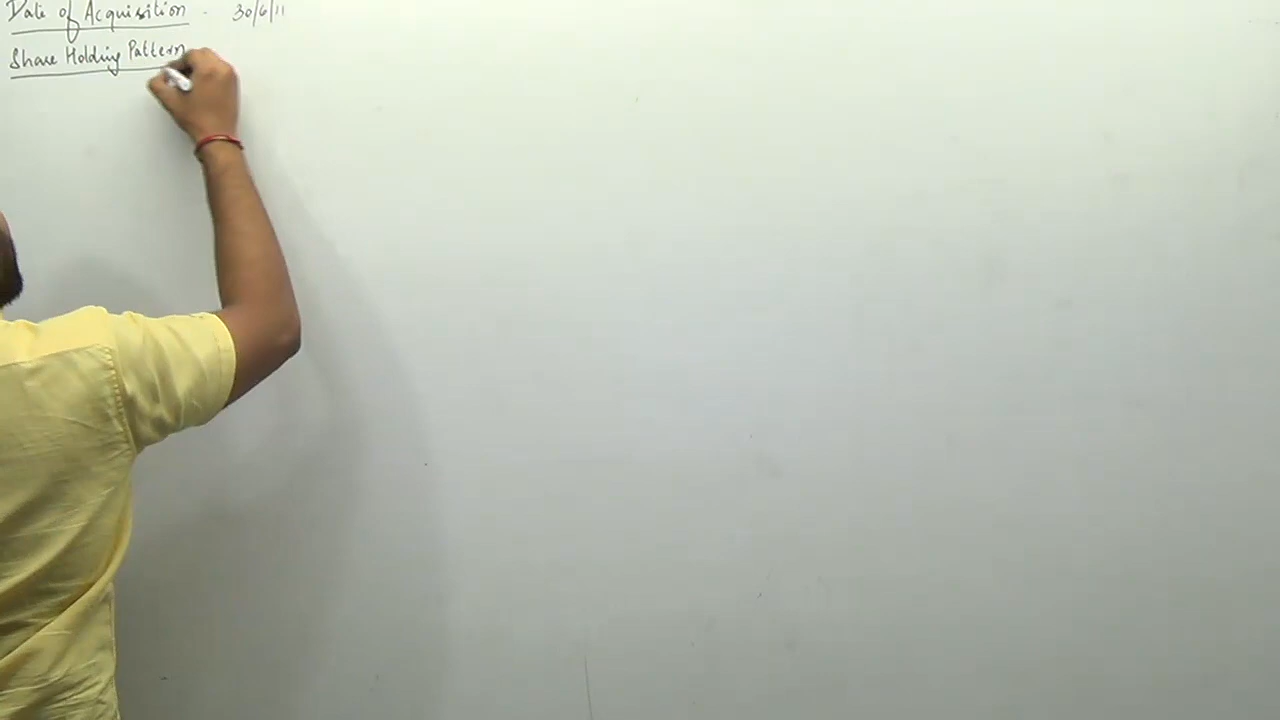 Date of Acquisition - 30/6/11
Share Holding Pattern